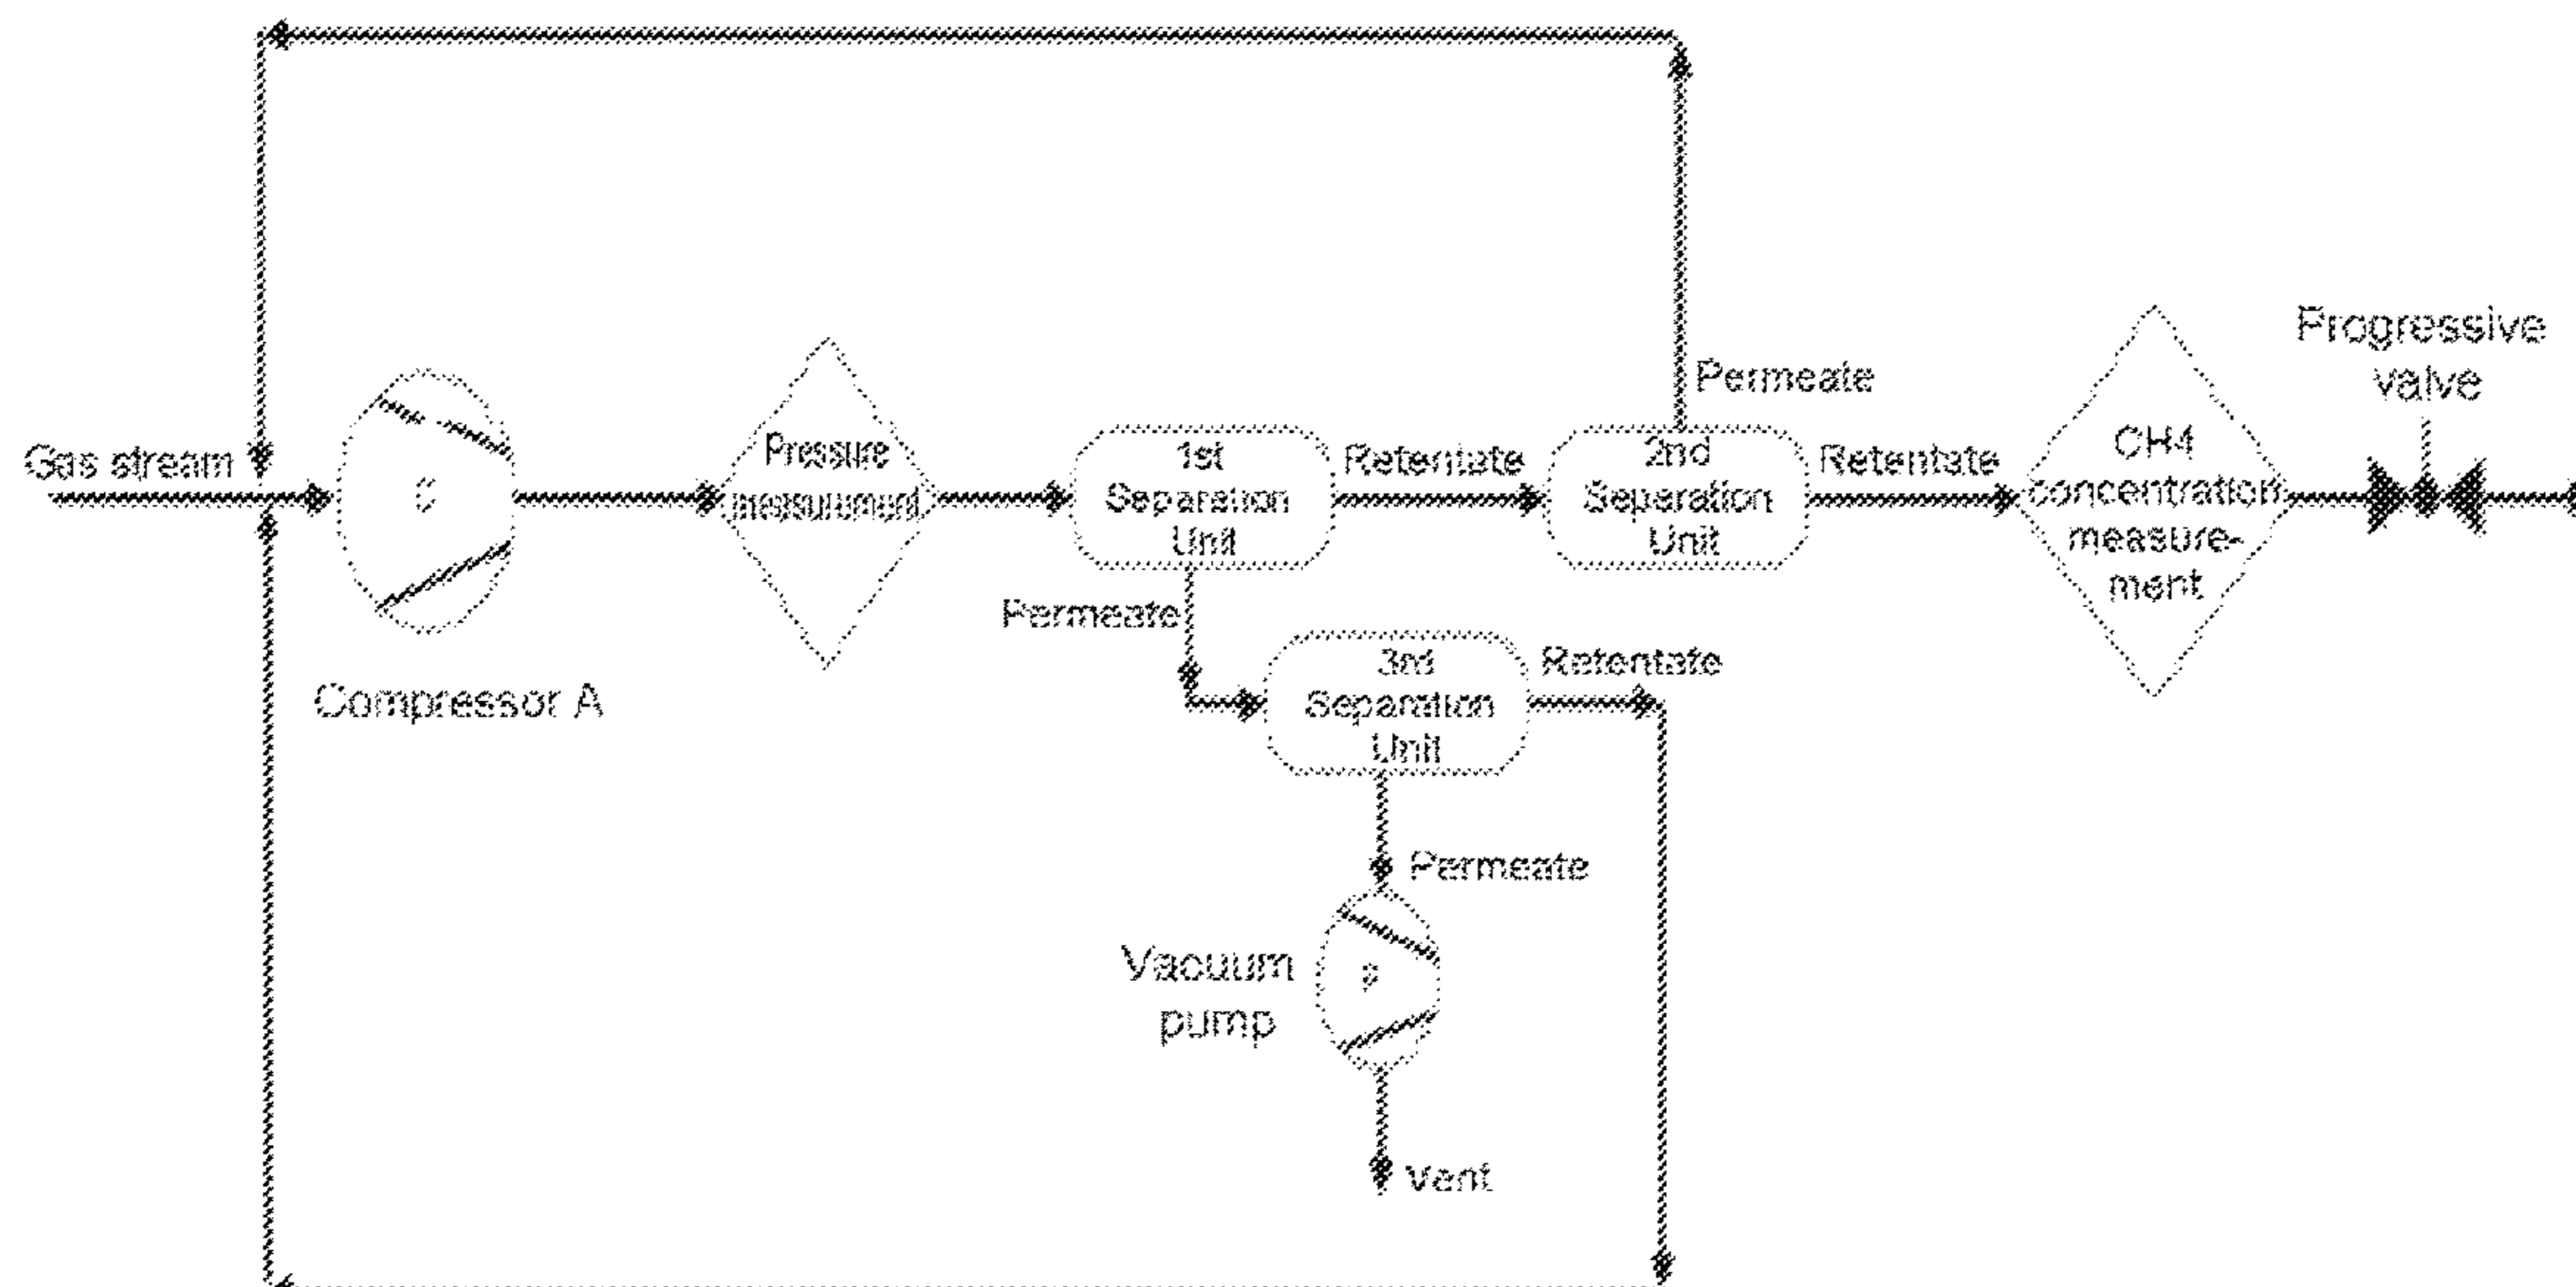 Progressive
valve
Permeate
Gas stream
Pressure
measurement
1st
Separation
Unit
Retentate
2nd
Separation
Unit
Retentate
CH4
concentration
measure-
ment
Permeate
Compressor A
3rd
Separation
Unit
Retentate
Permeate
Vacuum
pump
Vent